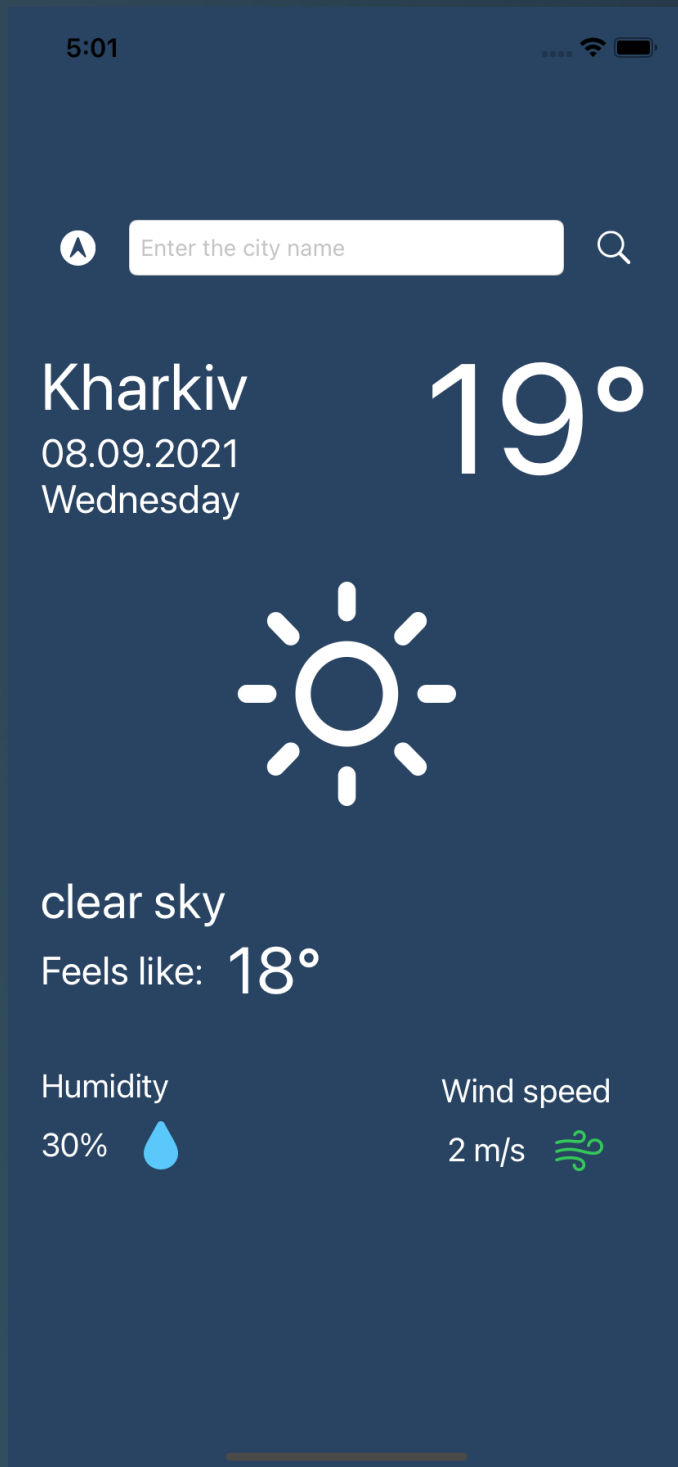 5:01
Enter the city name
Kharkiv
19°
08.09.2021
Wednesday
clear sky
Feels like: 18°
Humidity
Wind speed
30%
2 m/s